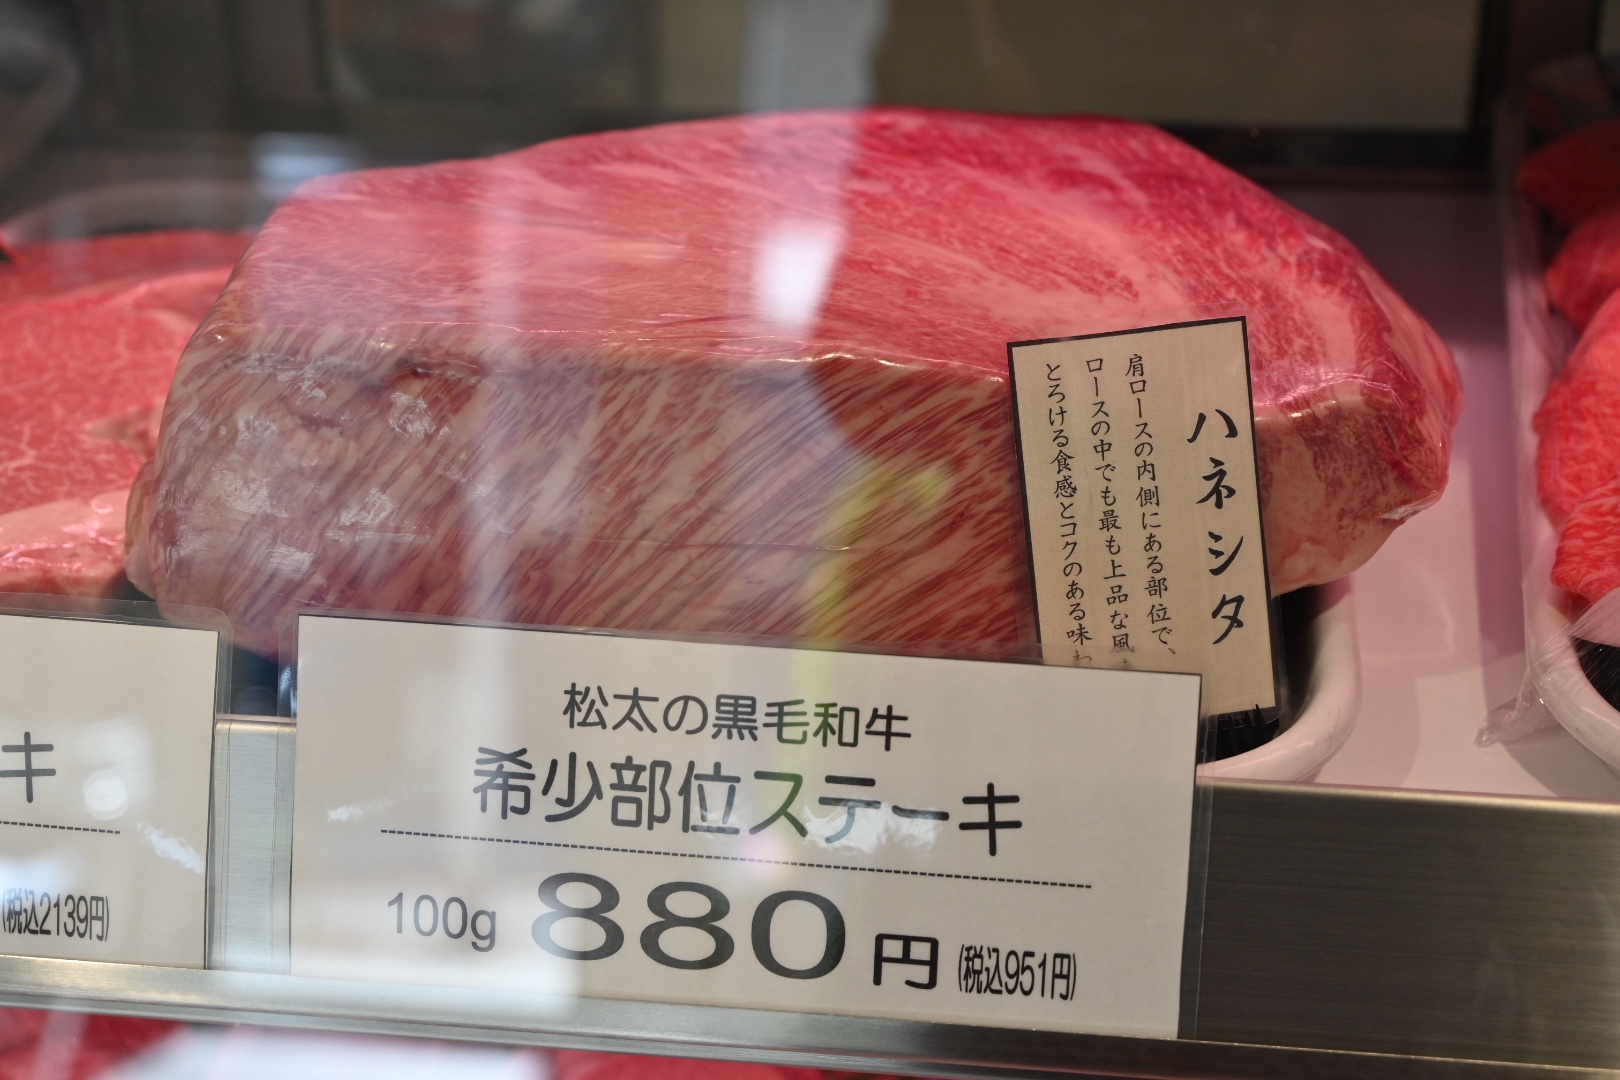 ハネシタ
肩ロースの内側にある部位で、
ロースの中でも最も上品な風
とろける食感とコクのある味わ
松太の黒毛和牛
希少部位ステーキ
100g 880円 (税込951円)
キ
(税込2139円)